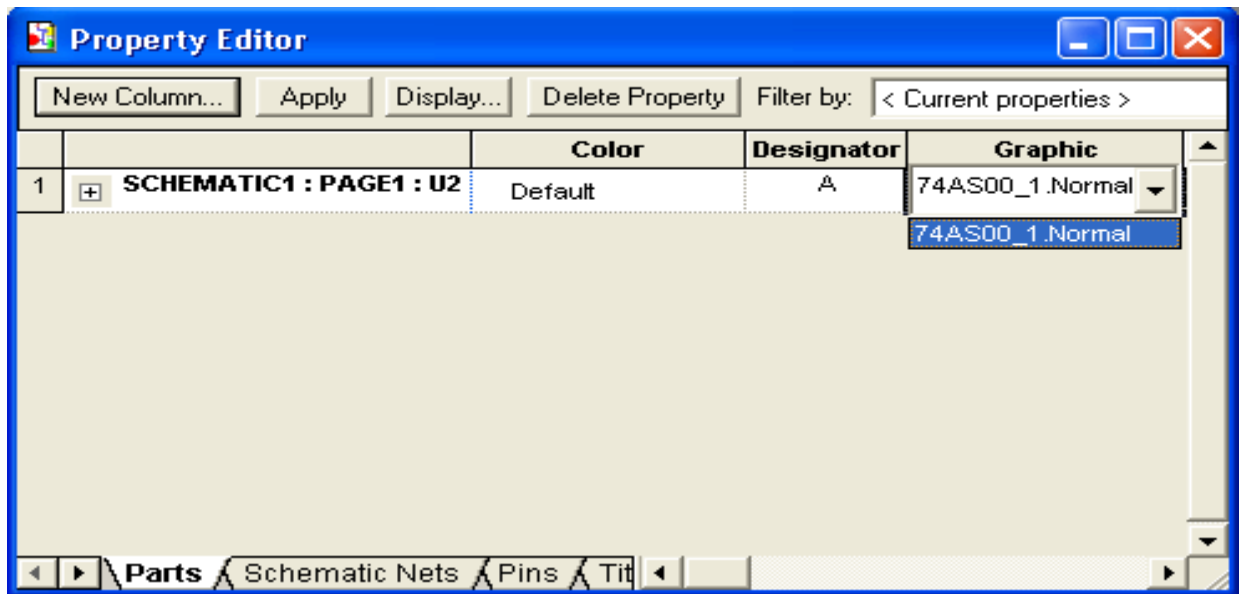 Property Editor
New Column... Apply Display... Delete Property Filter by: < Current properties >
Color Designator Graphic
1 SCHEMATIC1 : PAGE1 : U2 Default A 74AS00_1.Normal
74AS00_1.Normal
Parts Schematic Nets Pins Tit